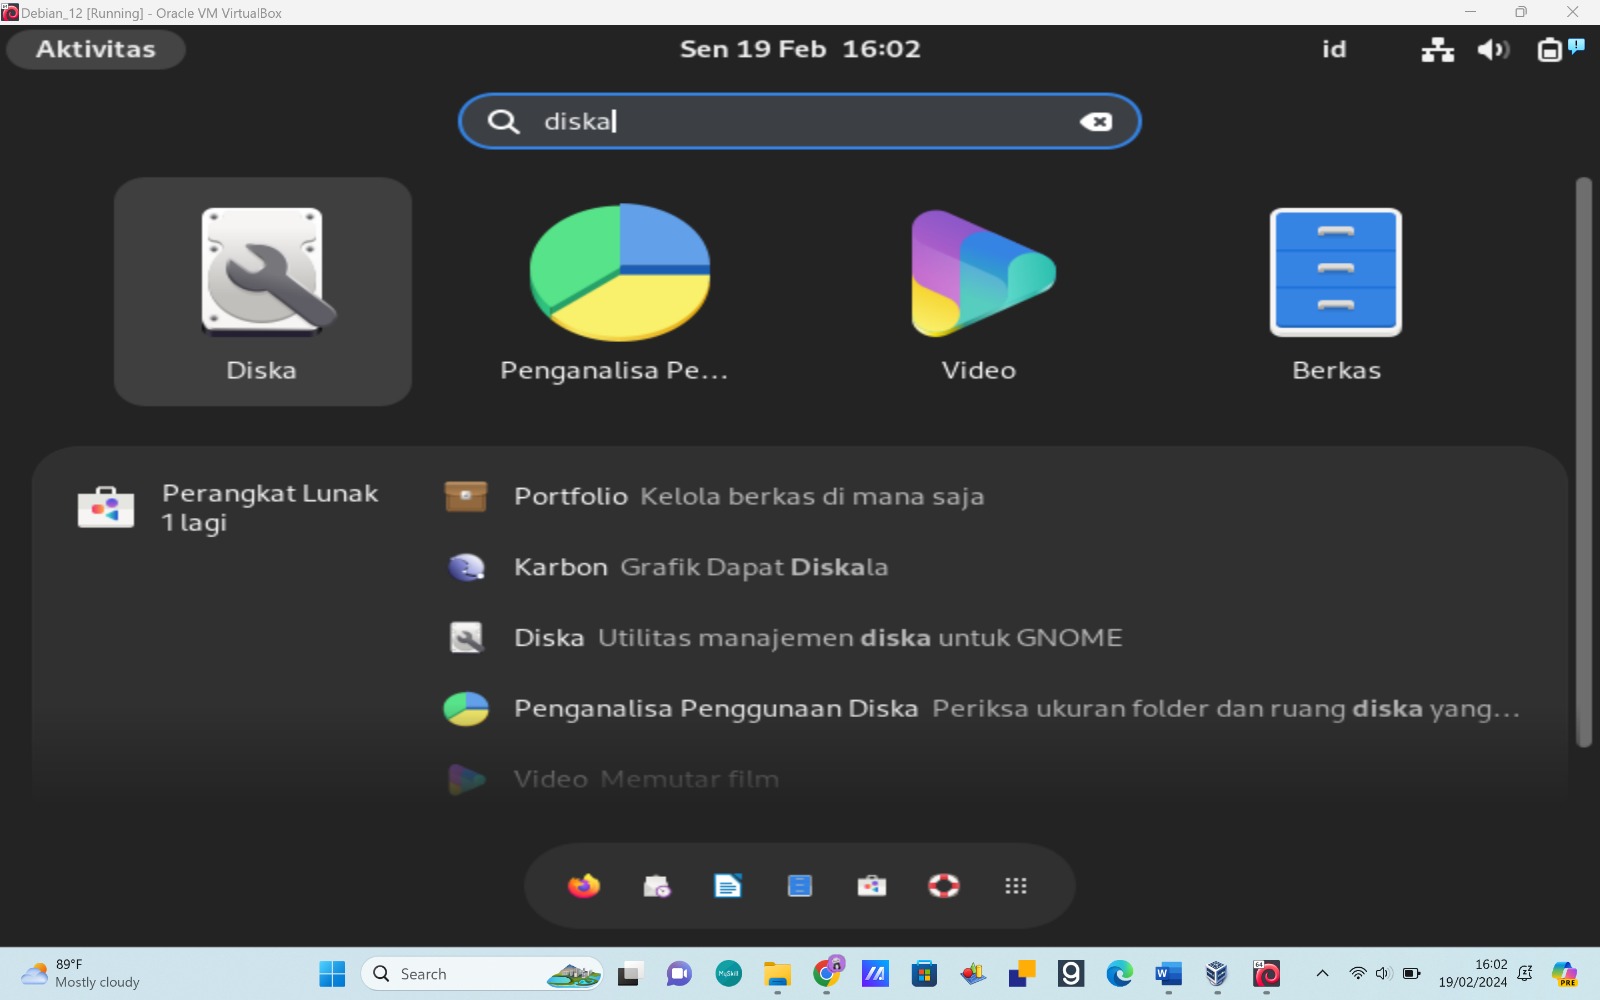 Debian_12 [Running] - Oracle VM VirtualBox
Aktivitas
Sen 19 Feb 16:02
id
diska
Diska
Penganalisa Pe...
Video
Berkas
Perangkat Lunak
1 lagi
Portfolio Kelola berkas di mana saja
Karbon Grafik Dapat Diskala
Diska Utilitas manajemen diska untuk GNOME
Penganalisa Penggunaan Diska Periksa ukuran folder dan ruang diska yang...
Video Memutar film
89°F
Mostly cloudy
Search
MySkill
PRE
16:02
19/02/2024